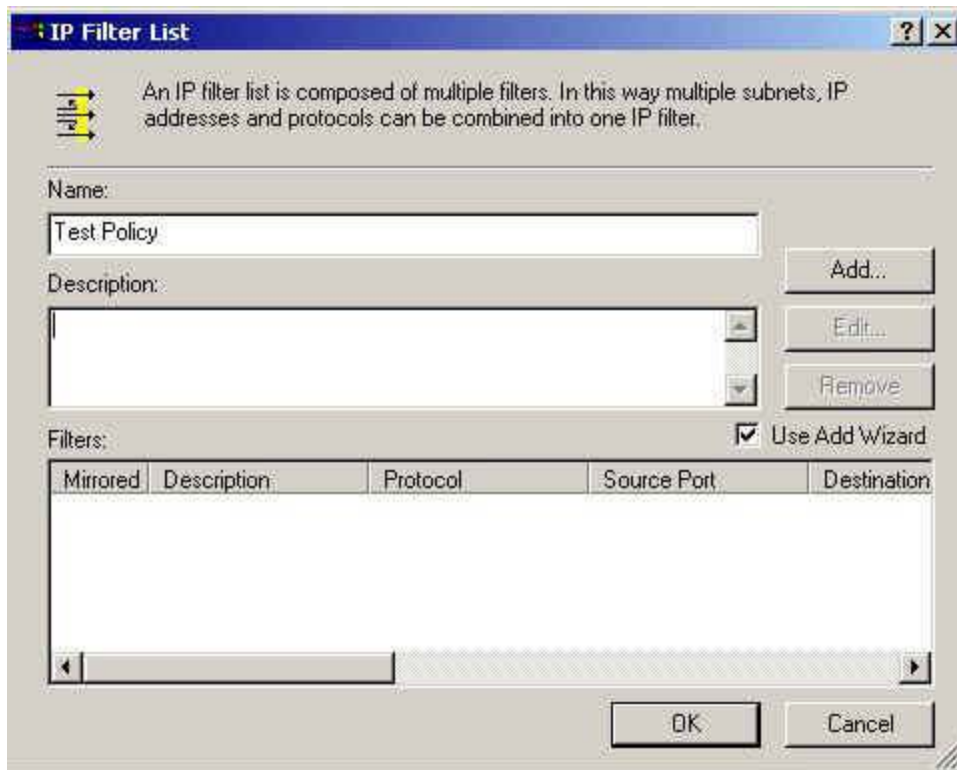 IP Filter List
An IP filter list is composed of multiple filters. In this way multiple subnets, IP
addresses and protocols can be combined into one IP filter.
Name:
Test Policy
Add...
Description:
Edit...
Remove
Filters:
Use Add Wizard
Mirrored Description Protocol Source Port Destination
OK Cancel